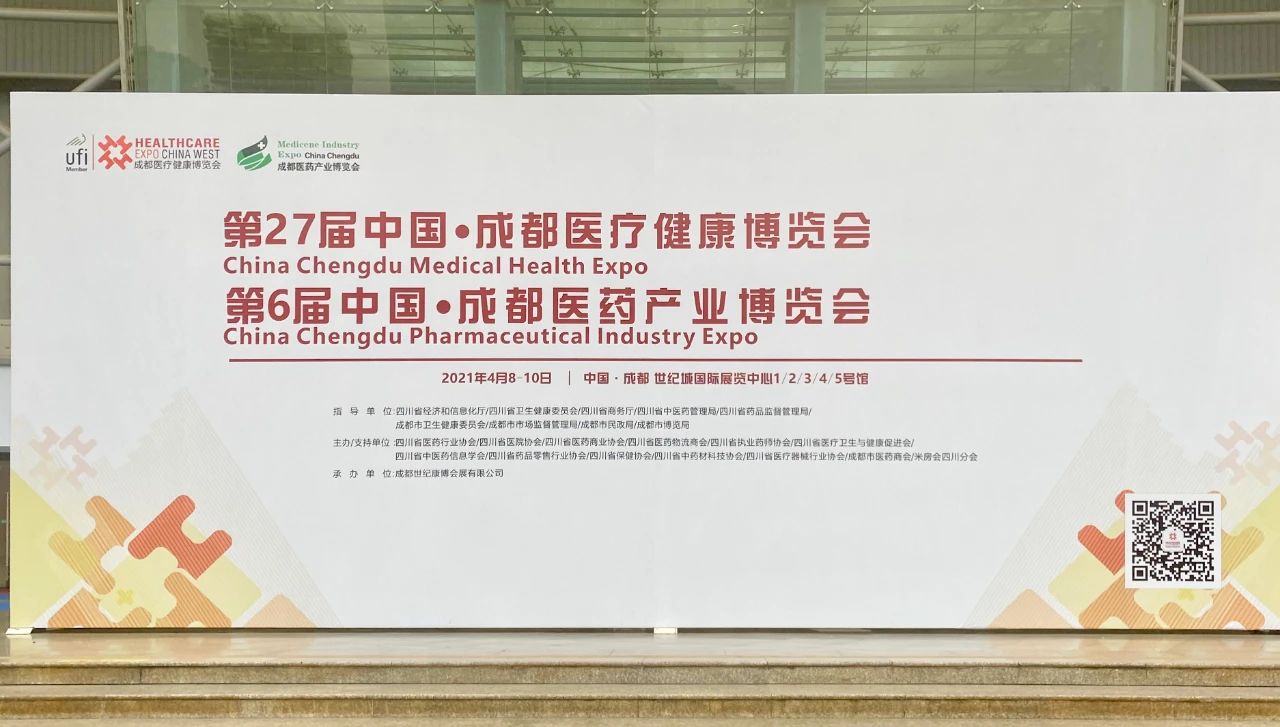 ufi
Member
HEALTHCARE
EXPO CHINA WEST
成都医疗健康博览会
Medicene Industry
Expo China Chengdu
成都医药产业博览会
第27届中国·成都医疗健康博览会
China Chengdu Medical Health Expo
第6届中国·成都医药产业博览会
China Chengdu Pharmaceutical Industry Expo
2021年4月8-10日 | 中国·成都 世纪城国际展览中心1/2/3/4/5号馆
指 导 单 位:四川省经济和信息化厅/四川省卫生健康委员会/四川省商务厅/四川省中医药管理局/四川省药品监督管理局/
成都市卫生健康委员会/成都市市场监督管理局/成都市民政局/成都市博览局
主办/支持单位:四川省医药行业协会/四川省医院协会/四川省医药商业协会/四川省医药物流商会/四川省执业药师协会/四川省医疗卫生与健康促进会/
四川省中医药信息学会/四川省药品零售行业协会/四川省保健协会/四川省中药材科技协会/四川省医疗器械行业协会/成都市医药商会/米房会四川分会
承 办 单 位:成都世纪康博会展有限公司